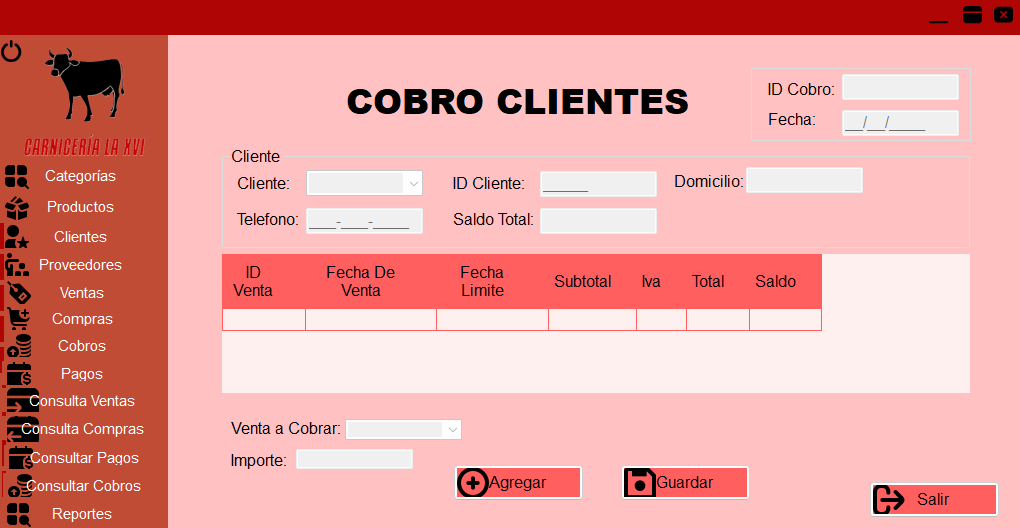 COBRO CLIENTES
ID Cobro:
Fecha: __/__/____
CARNICERÍA LA XVI
Categorías
Productos
Clientes
Proveedores
Ventas
Compras
Cobros
Pagos
Consulta Ventas
Consulta Compras
Consultar Pagos
Consultar Cobros
Reportes
Cliente
Cliente: ID Cliente: _____ Domicilio:
Telefono: ___-___-____ Saldo Total:
ID Venta Fecha De Venta Fecha Limite Subtotal Iva Total Saldo
Venta a Cobrar:
Importe:
Agregar Guardar
Salir